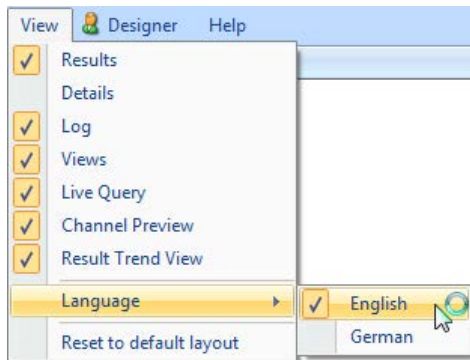 View Designer Help
Results
Details
Log
Views
Live Query
Channel Preview
Result Trend View
Language
English
Reset to default layout
German